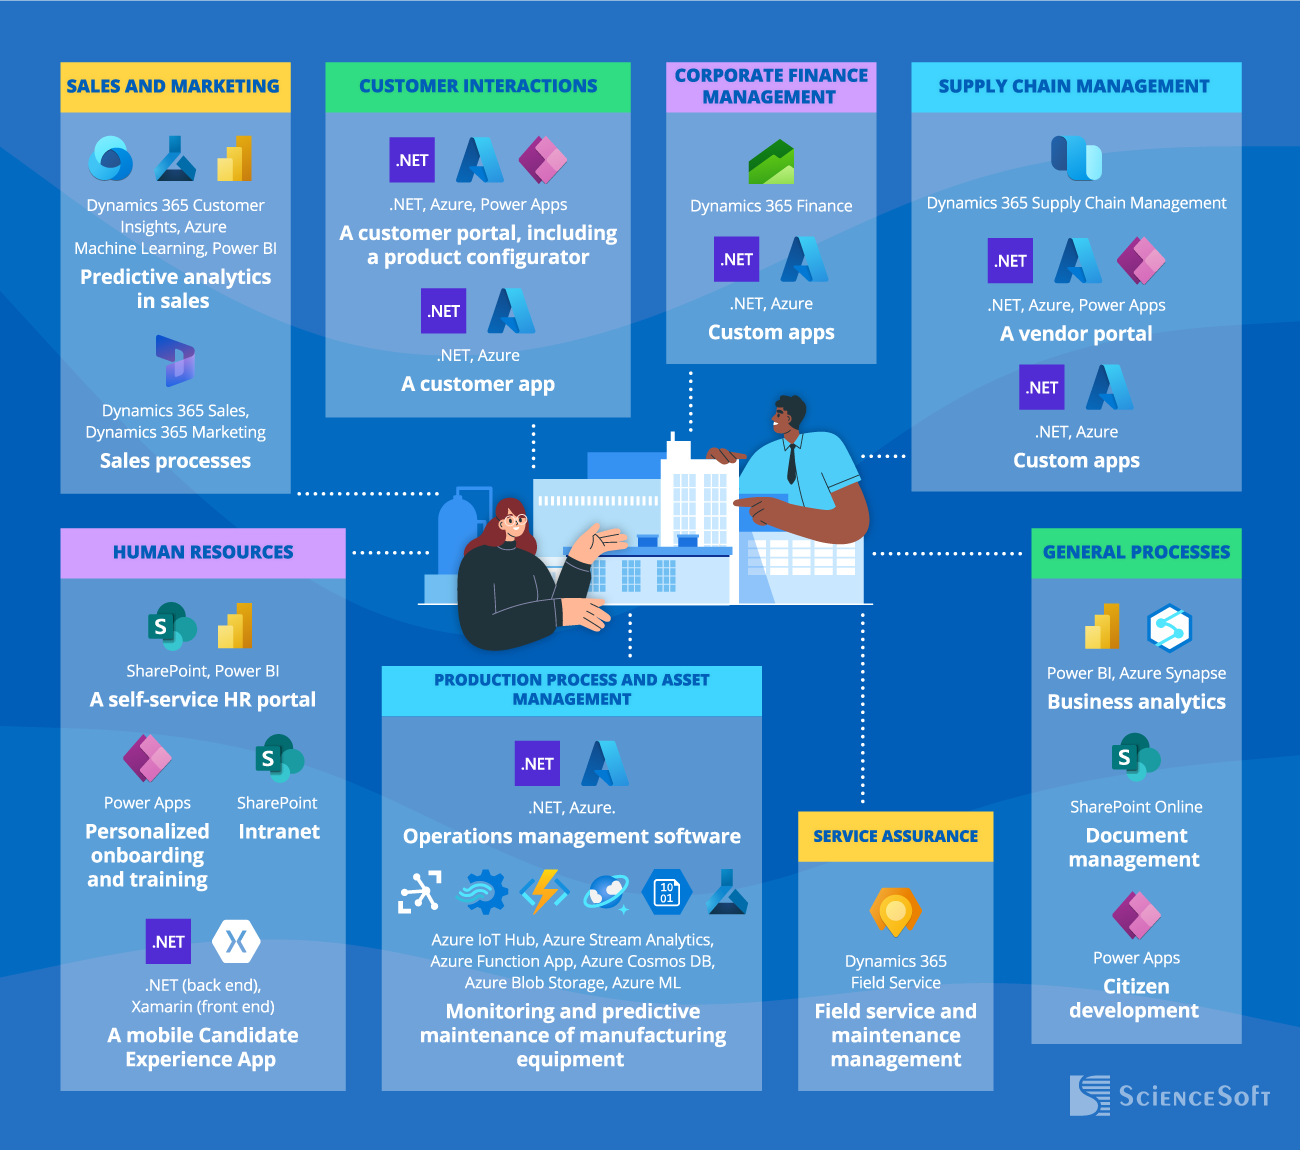 SALES AND MARKETING
Dynamics 365 Customer
Insights, Azure
Machine Learning, Power BI
Predictive analytics
in sales
Dynamics 365 Sales,
Dynamics 365 Marketing
Sales processes
CUSTOMER INTERACTIONS
.NET
.NET, Azure, Power Apps
A customer portal, including
a product configurator
.NET
.NET, Azure
A customer app
CORPORATE FINANCE
MANAGEMENT
Dynamics 365 Finance
.NET
.NET, Azure
Custom apps
SUPPLY CHAIN MANAGEMENT
Dynamics 365 Supply Chain Management
.NET
.NET, Azure, Power Apps
A vendor portal
.NET
.NET, Azure
Custom apps
HUMAN RESOURCES
S
SharePoint, Power BI
A self-service HR portal
Power Apps
Personalized
onboarding
and training
S
SharePoint
Intranet
.NET
X
.NET (back end),
Xamarin (front end)
A mobile Candidate
Experience App
PRODUCTION PROCESS AND ASSET
MANAGEMENT
.NET
.NET, Azure.
Operations management software
10
01
Azure IoT Hub, Azure Stream Analytics,
Azure Function App, Azure Cosmos DB,
Azure Blob Storage, Azure ML
Monitoring and predictive
maintenance of manufacturing
equipment
SERVICE ASSURANCE
Dynamics 365
Field Service
Field service and
maintenance
management
GENERAL PROCESSES
Power BI, Azure Synapse
Business analytics
S
SharePoint Online
Document
management
Power Apps
Citizen
development
ScienceSoft